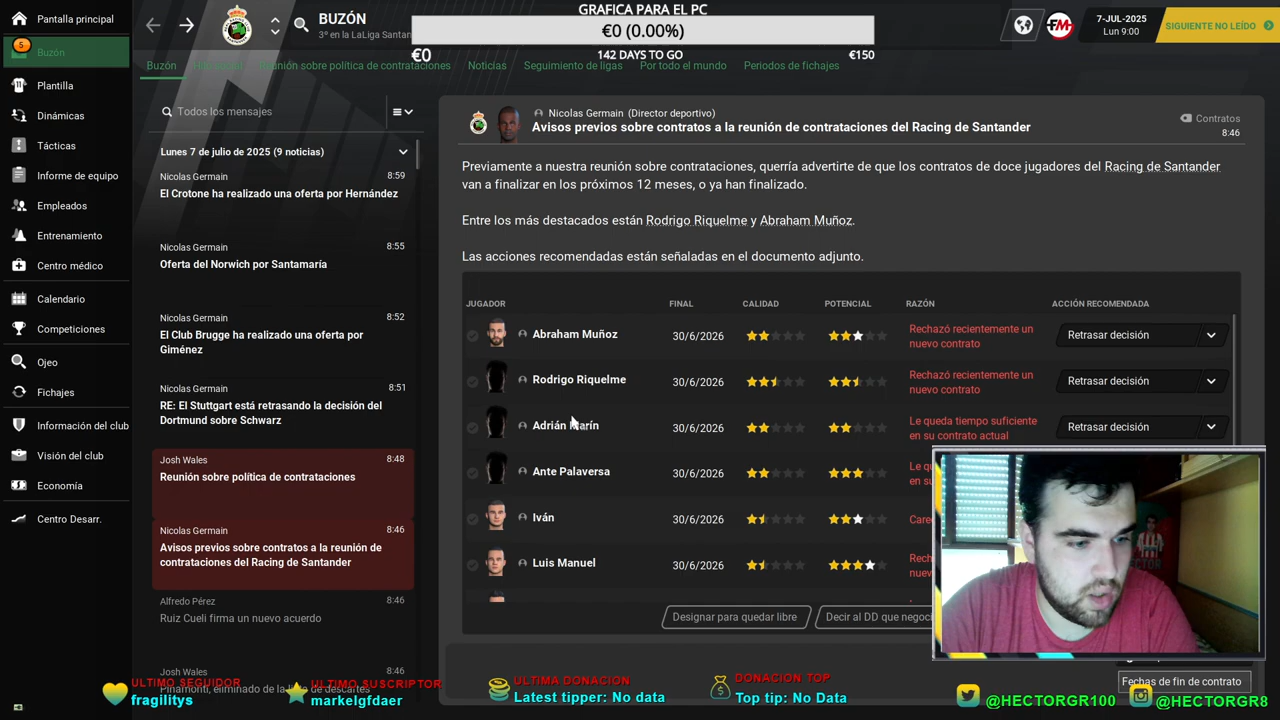 Pantalla principal
5
Buzón
Plantilla
Dinámicas
Tácticas
Informe de equipo
Empleados
Entrenamiento
Centro médico
Calendario
Competiciones
Ojeo
Fichajes
Información del club
Visión del club
Economía
Centro Desarr.
BUZÓN
3º en la LaLiga Santan
GRAFICA PARA EL PC
€0 (0.00%)
€0
142 DAYS TO GO
€150
FM
7-JUL-2025
Lun 9:00
SIGUIENTE NO LEÍDO
Buzón
Reunión sobre política de contrataciones
Noticias
Seguimiento de ligas
Por todo el mundo
Periodos de fichajes
Todos los mensajes
Lunes 7 de julio de 2025 (9 noticias)
Nicolas Germain
8:59
El Crotone ha realizado una oferta por Hernández
Nicolas Germain
8:55
Oferta del Norwich por Santamaría
Nicolas Germain
8:52
El Club Brugge ha realizado una oferta por
Giménez
Nicolas Germain
8:51
RE: El Stuttgart está retrasando la decisión del
Dortmund sobre Schwarz
Josh Wales
8:48
Reunión sobre política de contrataciones
Nicolas Germain
8:46
Avisos previos sobre contratos a la reunión de
contrataciones del Racing de Santander
Alfredo Pérez
8:46
Ruiz Cueli firma un nuevo acuerdo
Josh Wales
8:46
Pinamonti, eliminado de la lista de descartes
Nicolas Germain (Director deportivo)
Avisos previos sobre contratos a la reunión de contrataciones del Racing de Santander
Contratos
8:46
Previamente a nuestra reunión sobre contrataciones, querría advertirte de que los contratos de doce jugadores del Racing de Santander
van a finalizar en los próximos 12 meses, o ya han finalizado.
Entre los más destacados están Rodrigo Riquelme y Abraham Muñoz.
Las acciones recomendadas están señaladas en el documento adjunto.
JUGADOR FINAL CALIDAD POTENCIAL RAZÓN ACCIÓN RECOMENDADA
Abraham Muñoz 30/6/2026 Rechazó recientemente un
nuevo contrato
Retrasar decisión
Rodrigo Riquelme 30/6/2026 Rechazó recientemente un
nuevo contrato
Retrasar decisión
Adrián Marín 30/6/2026 Le queda tiempo suficiente
en su contrato actual
Retrasar decisión
Ante Palaversa 30/6/2026 Le
en su
Iván 30/6/2026
Luis Manuel 30/6/2026
Designar para quedar libre
Decir al DD que negoci
Fechas de fin de contrato
ULTIMO SEGUIDOR
fragilitys
ULTIMO SUSCRIPTOR
markelgfdaer
ULTIMA DONACION
Latest tipper: No data
DONACION TOP
Top tip: No Data
@HECTORGR100
@HECTORGR8